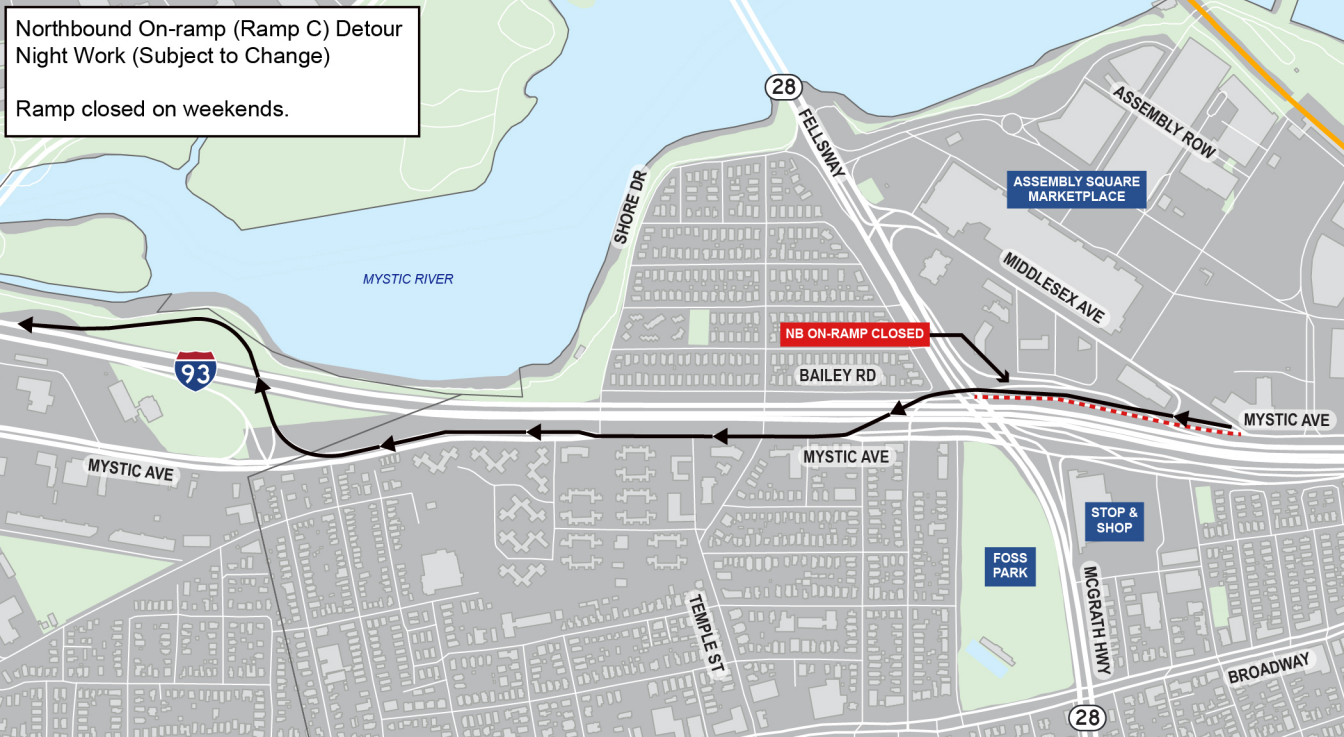 Northbound On-ramp (Ramp C) Detour
Night Work (Subject to Change)
Ramp closed on weekends.
28
FELLSWAY
ASSEMBLY ROW
ASSEMBLY SQUARE
MARKETPLACE
SHORE DR
MYSTIC RIVER
MIDDLESEX AVE
NB ON-RAMP CLOSED
93
BAILEY RD
MYSTIC AVE
MYSTIC AVE
MYSTIC AVE
STOP &
SHOP
FOSS
PARK
MCGRATH HWY
TEMPLE ST
BROADWAY
28